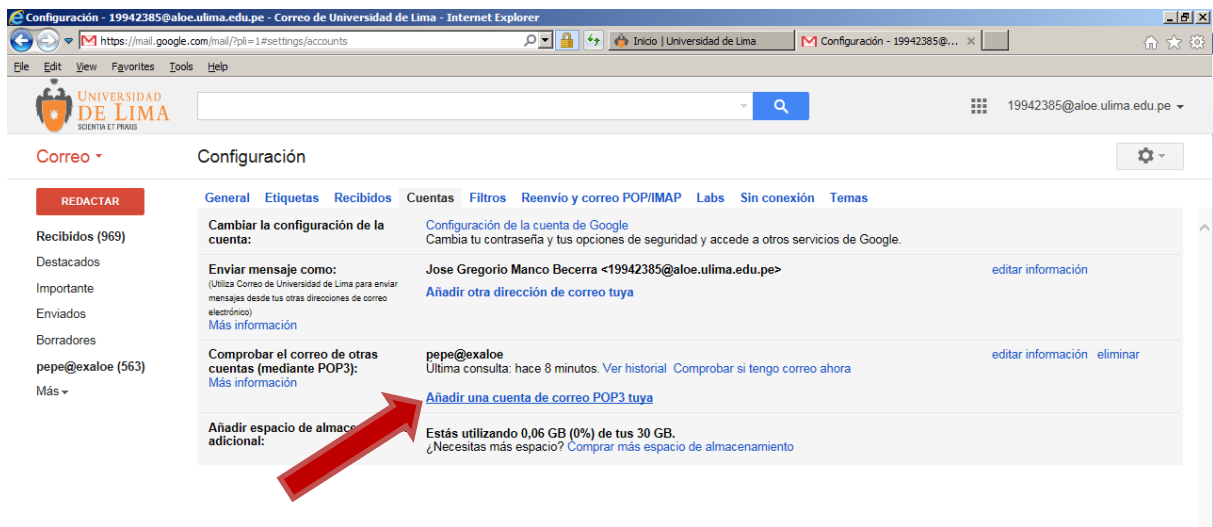 Configuración - 19942385@aloe.ulima.edu.pe - Correo de Universidad de Lima - Internet Explorer
https://mail.google.com/mail/?pli=1#settings/accounts
Inicio | Universidad de Lima
Configuración - 19942385@...
File Edit View Favorites Tools Help
UNIVERSIDAD
DE LIMA
SCIENTIA ET PRAXIS
19942385@aloe.ulima.edu.pe
Correo
Configuración
REDACTAR
Recibidos (969)
Destacados
Importante
Enviados
Borradores
pepe@exaloe (563)
Más
General Etiquetas Recibidos Cuentas Filtros Reenvío y correo POP/IMAP Labs Sin conexión Temas
Cambiar la configuración de la
cuenta:
Configuración de la cuenta de Google
Cambia tu contraseña y tus opciones de seguridad y accede a otros servicios de Google.
Enviar mensaje como:
(Utiliza Correo de Universidad de Lima para enviar
mensajes desde tus otras direcciones de correo
electrónico)
Más información
Jose Gregorio Manco Becerra <19942385@aloe.ulima.edu.pe>
editar información
Añadir otra dirección de correo tuya
Comprobar el correo de otras
cuentas (mediante POP3):
Más información
pepe@exaloe
editar información eliminar
Última consulta: hace 8 minutos. Ver historial Comprobar si tengo correo ahora
Añadir una cuenta de correo POP3 tuya
Añadir espacio de
adicional:
Estás utilizando 0,06 GB (0%) de tus 30 GB.
¿Necesitas más espacio? Comprar más espacio de almacenamiento